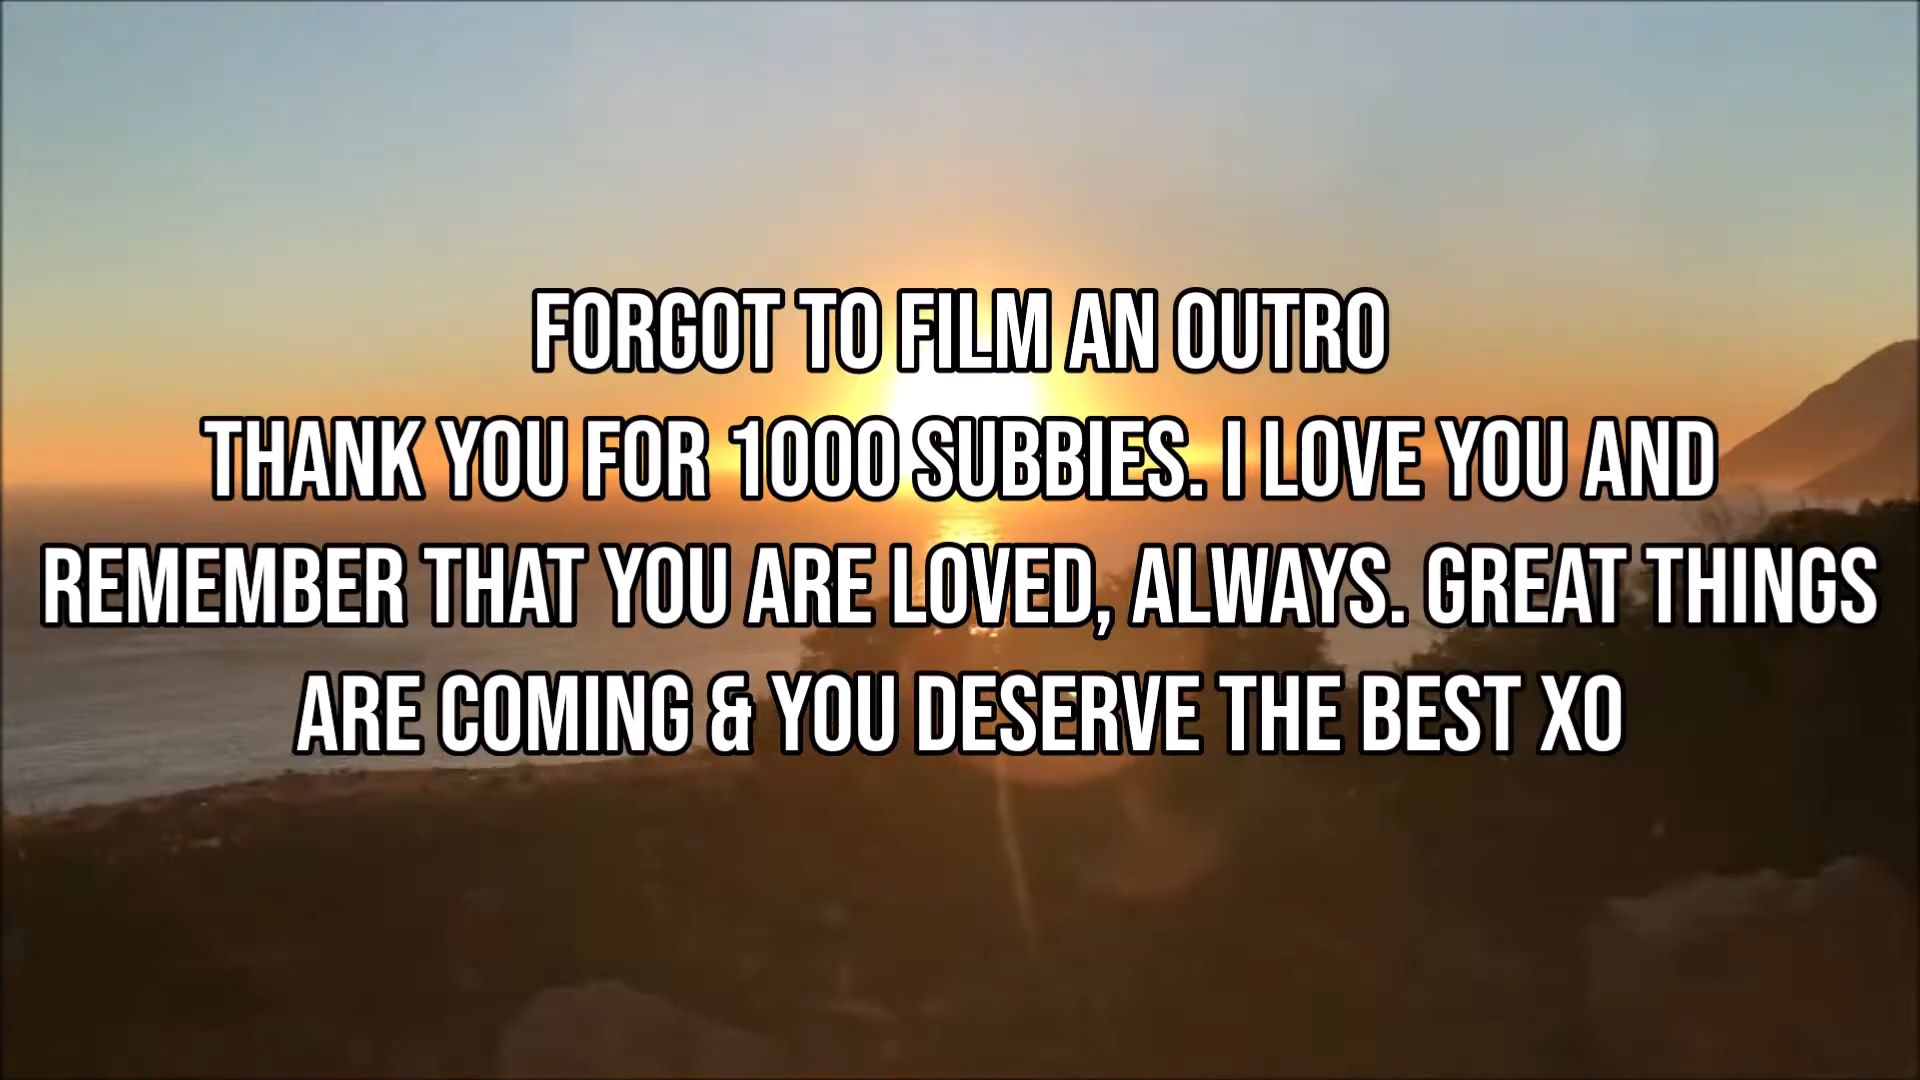 FORGOT TO FILM AN OUTRO
THANK YOU FOR 1000 SUBBIES. I LOVE YOU AND
REMEMBER THAT YOU ARE LOVED, ALWAYS. GREAT THINGS
ARE COMING & YOU DESERVE THE BEST XO